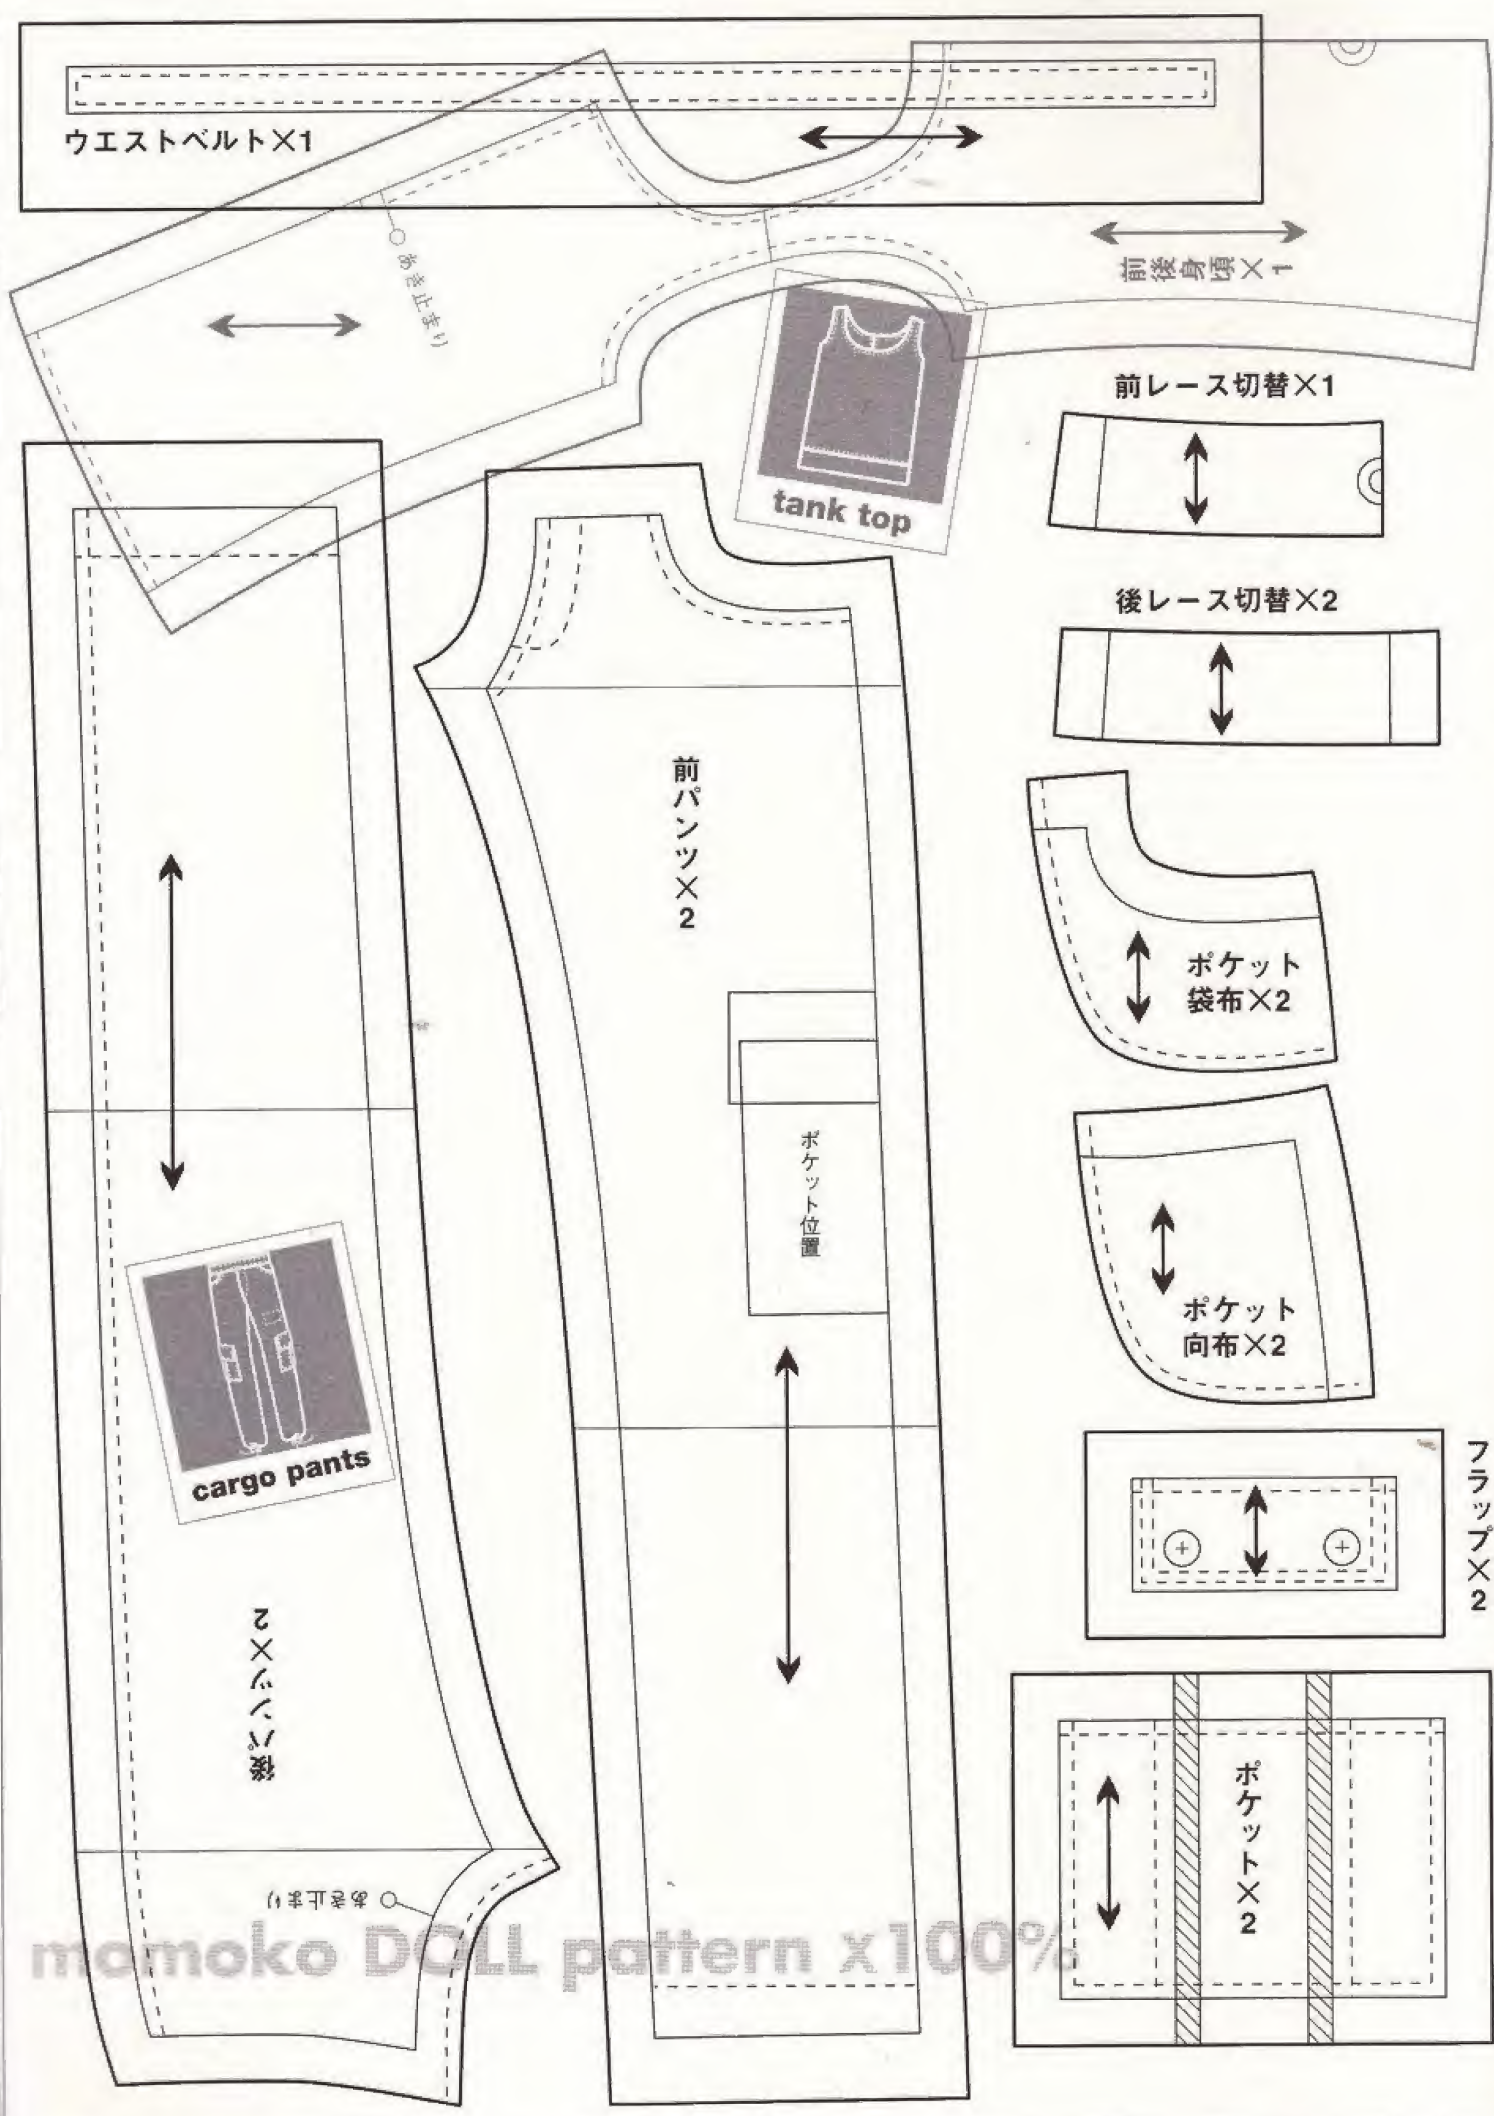 ウエストベルト×1
あき止まり
前後身頃×1
tank top
前レース切替×1
後レース切替×2
前パンツ×2
ポケット
袋布×2
ポケット位置
ポケット
向布×2
cargo pants
フラップ×2
後パンツ×2
ポケット×2
あき止まり
momoko DOLL pattern x100%